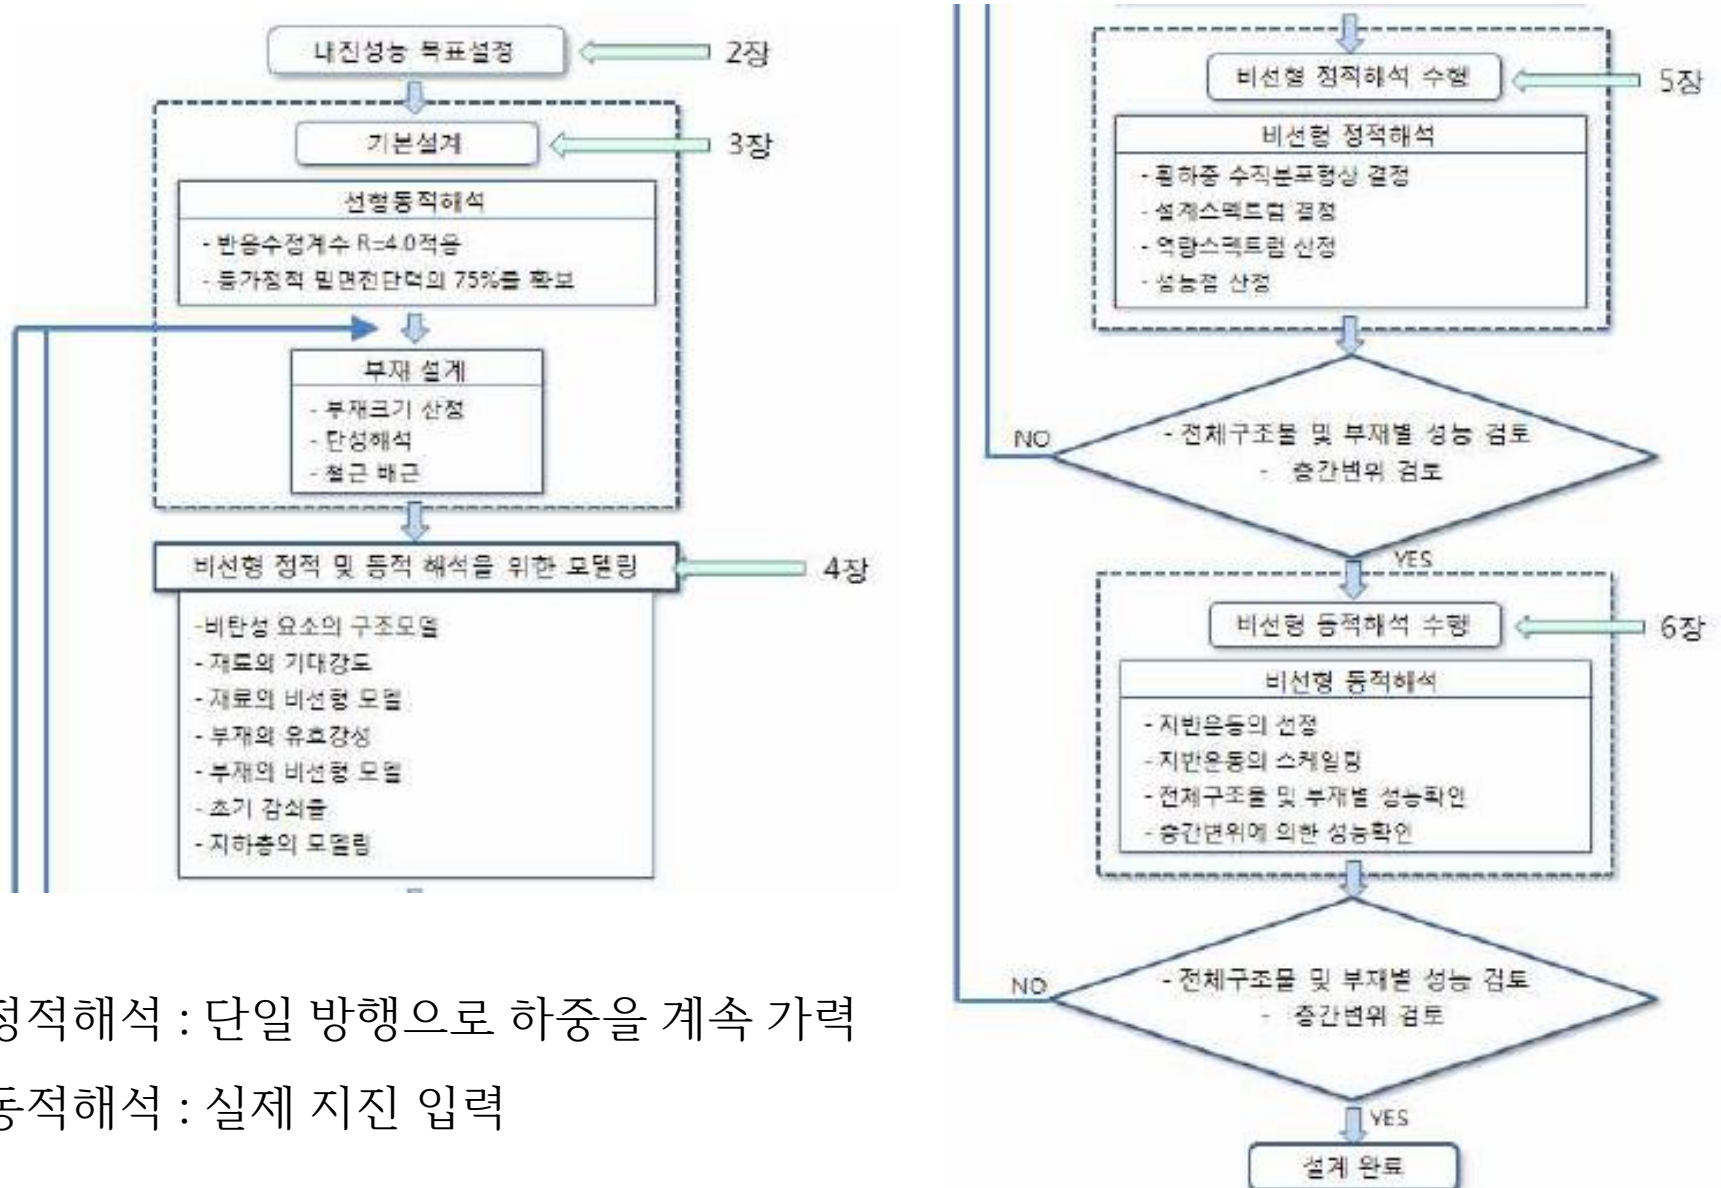 내진성능 목표설정
2장
기본설계
3장
선형동적해석
- 반응수정계수 R=4.0적용
- 등가정적 밑면전단력의 75%를 확보
부재 설계
- 부재크기 산정
- 탄성해석
- 철근 배근
비선형 정적 및 동적 해석을 위한 모델링
4장
-비탄성 요소의 구조모델
- 재료의 기대강도
- 재료의 비선형 모델
- 부재의 유효강성
- 부재의 비선형 모델
- 초기 감쇠율
- 지하층의 모델링
정적해석 : 단일 방행으로 하중을 계속 가력
동적해석 : 실제 지진 입력
비선형 정적해석 수행
5장
비선형 정적해석
- 횡하중 수직분포형상 결정
- 설계스펙트럼 결정
- 역량스펙트럼 산정
- 성능점 산정
NO
- 전체구조물 및 부재별 성능 검토
- 층간변위 검토
YES
비선형 동적해석 수행
6장
비선형 동적해석
- 지반운동의 선정
- 지반운동의 스케일링
- 전체구조물 및 부재별 성능확인
- 층간변위에 의한 성능확인
NO
- 전체구조물 및 부재별 성능 검토
- 층간변위 검토
YES
설계 완료